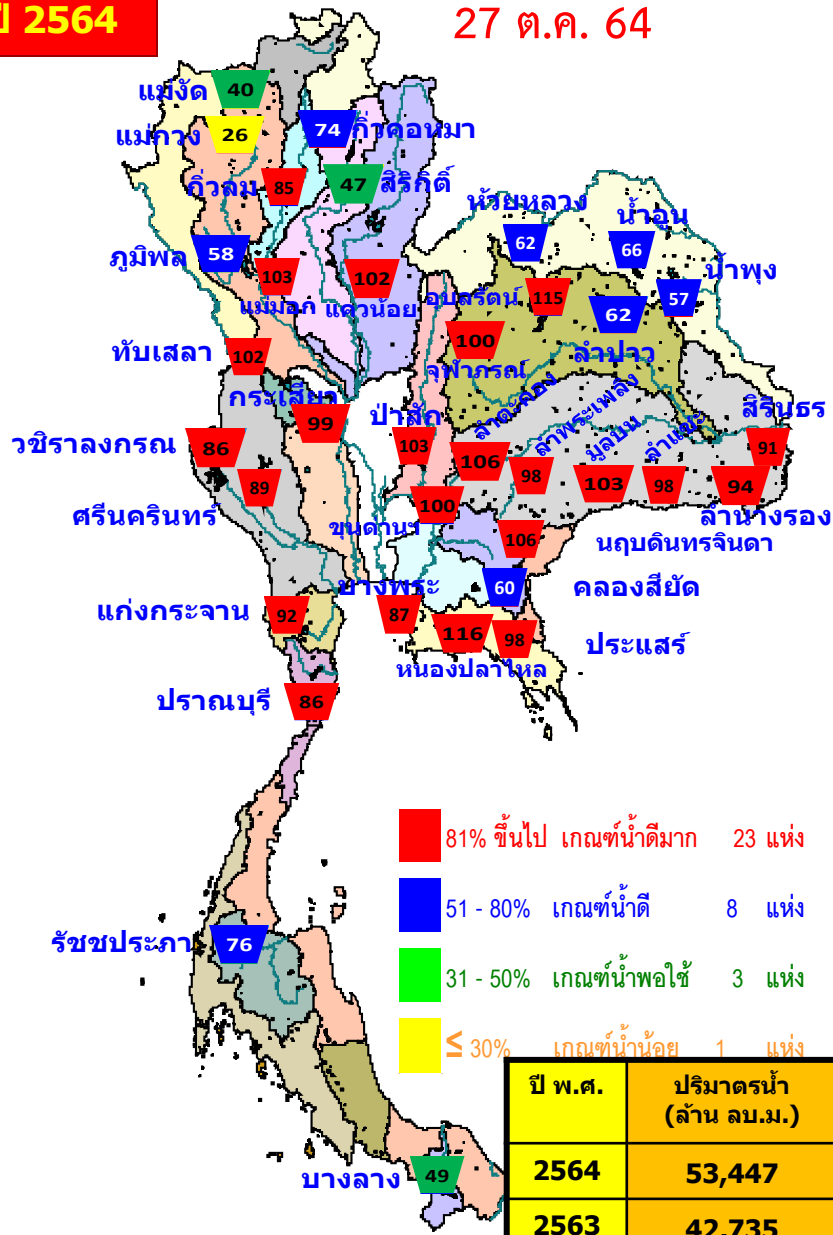 ปี 2564
27 ต.ค. 64
แม่งัด 40
แม่กวง 26
74 กิ่วคอหมา
กิ่วลม 85
47 สิริกิติ์
ห้วยหลวง 62
น้ำอูน 66
ภูมิพล 58
103 แม่มอก
102 แควน้อย
อุบลรัตน์ 115
น้ำพุง 57
62 ลำปาว
ทับเสลา 102
100 จุฬาภรณ์
กระเสียว 99
ป่าสัก 103
ลำตะคอง 106
ลำพระเพลิง 98
มูลบน 103
ลำแชะ 98
สิรินธร 91
วชิราลงกรณ 86
89
ศรีนครินทร์
94 ลำนางรอง
100 ขุนด่านฯ
106 นฤบดินทรจินดา
บางพระ 87
60 คลองสียัด
แก่งกระจาน 92
116 หนองปลาไหล
98 ประแสร์
ปราณบุรี 86
81% ขึ้นไป เกณฑ์น้ำดีมาก 23 แห่ง
51 - 80% เกณฑ์น้ำดี 8 แห่ง
รัชชประภา 76
31 - 50% เกณฑ์น้ำพอใช้ 3 แห่ง
≤ 30% เกณฑ์น้ำน้อย 1 แห่ง
ปี พ.ศ. ปริมาตรน้ำ
(ล้าน ลบ.ม.)
บางลาง 49
2564 53,447
2563 42,735